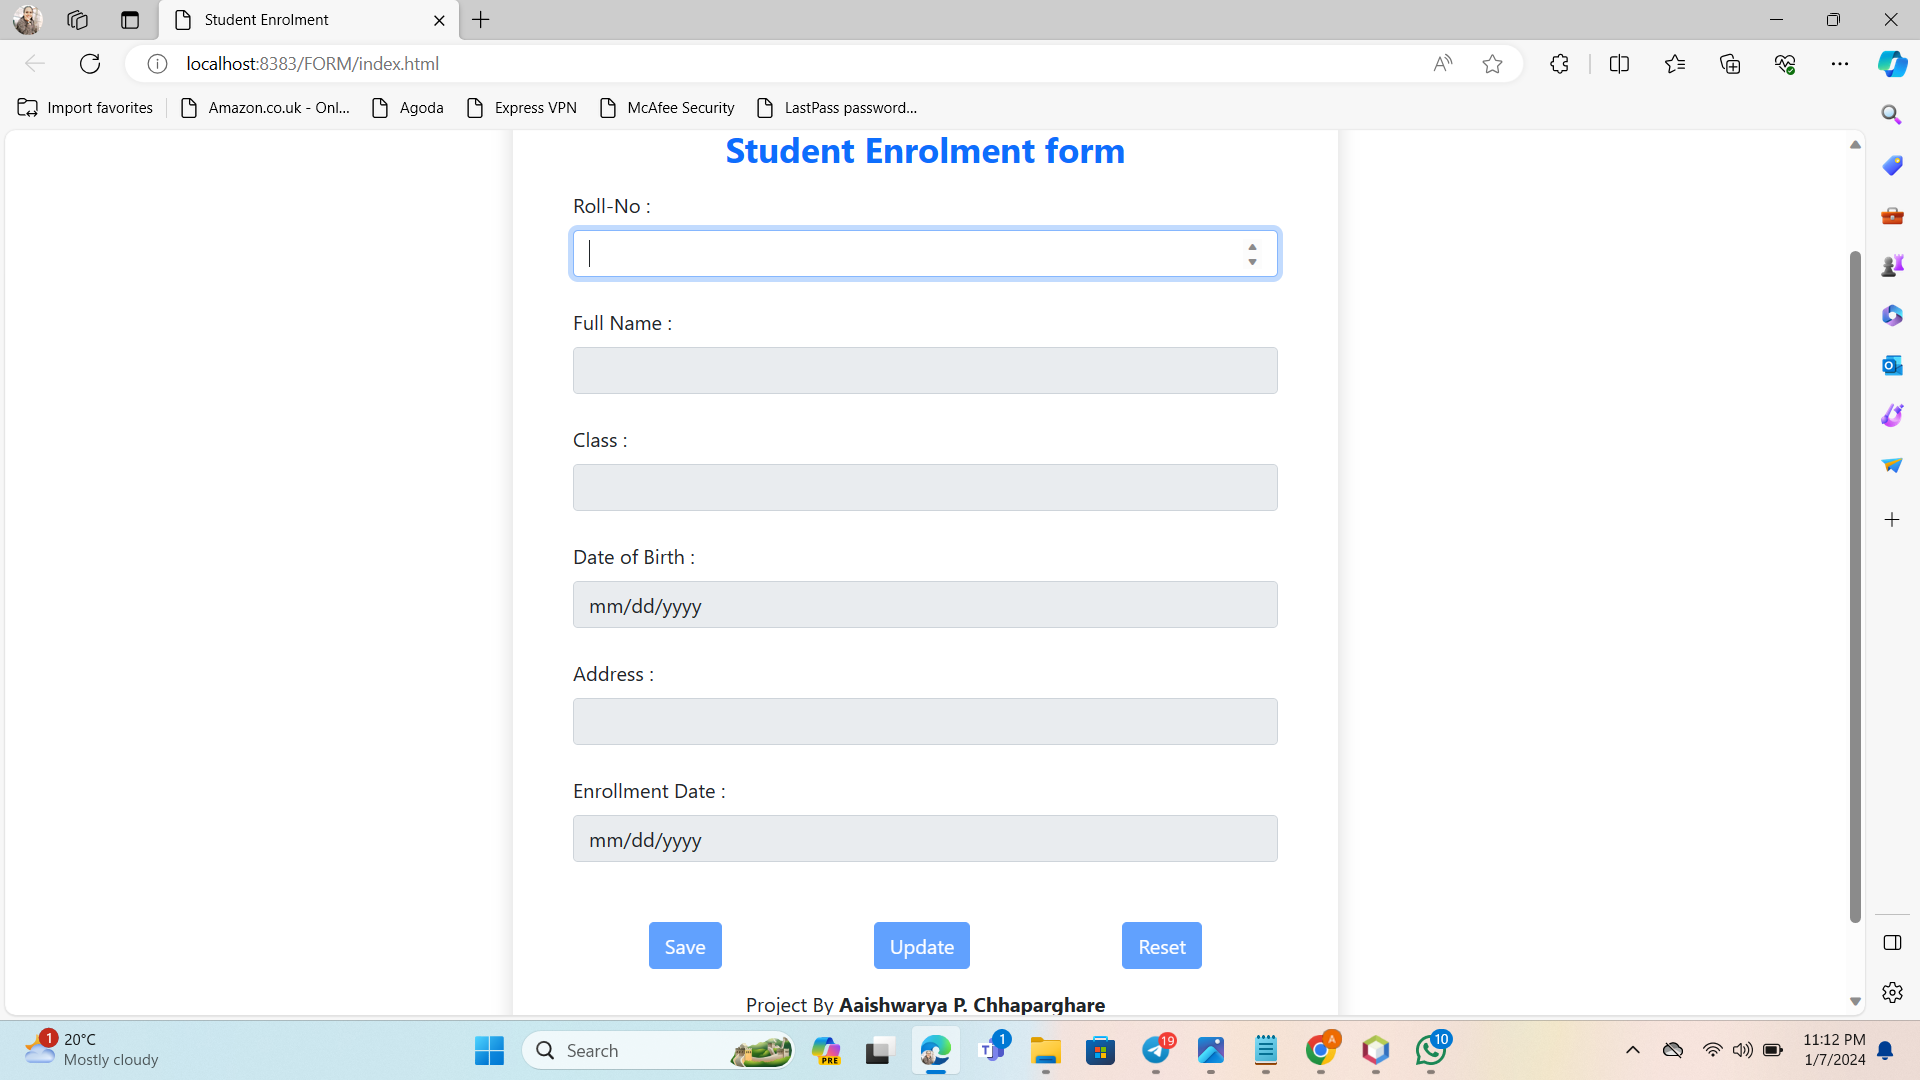 Student Enrolment
localhost:8383/FORM/index.html
Import favorites
Amazon.co.uk - Onl...
Agoda
Express VPN
McAfee Security
LastPass password...
Student Enrolment form
Roll-No :
Full Name :
Class :
Date of Birth :
mm/dd/yyyy
Address :
Enrollment Date :
mm/dd/yyyy
Save
Update
Reset
Project By Aaishwarya P. Chhaparghare
1
20°C
Mostly cloudy
Search
PRE
1
19
A
10
11:12 PM
1/7/2024